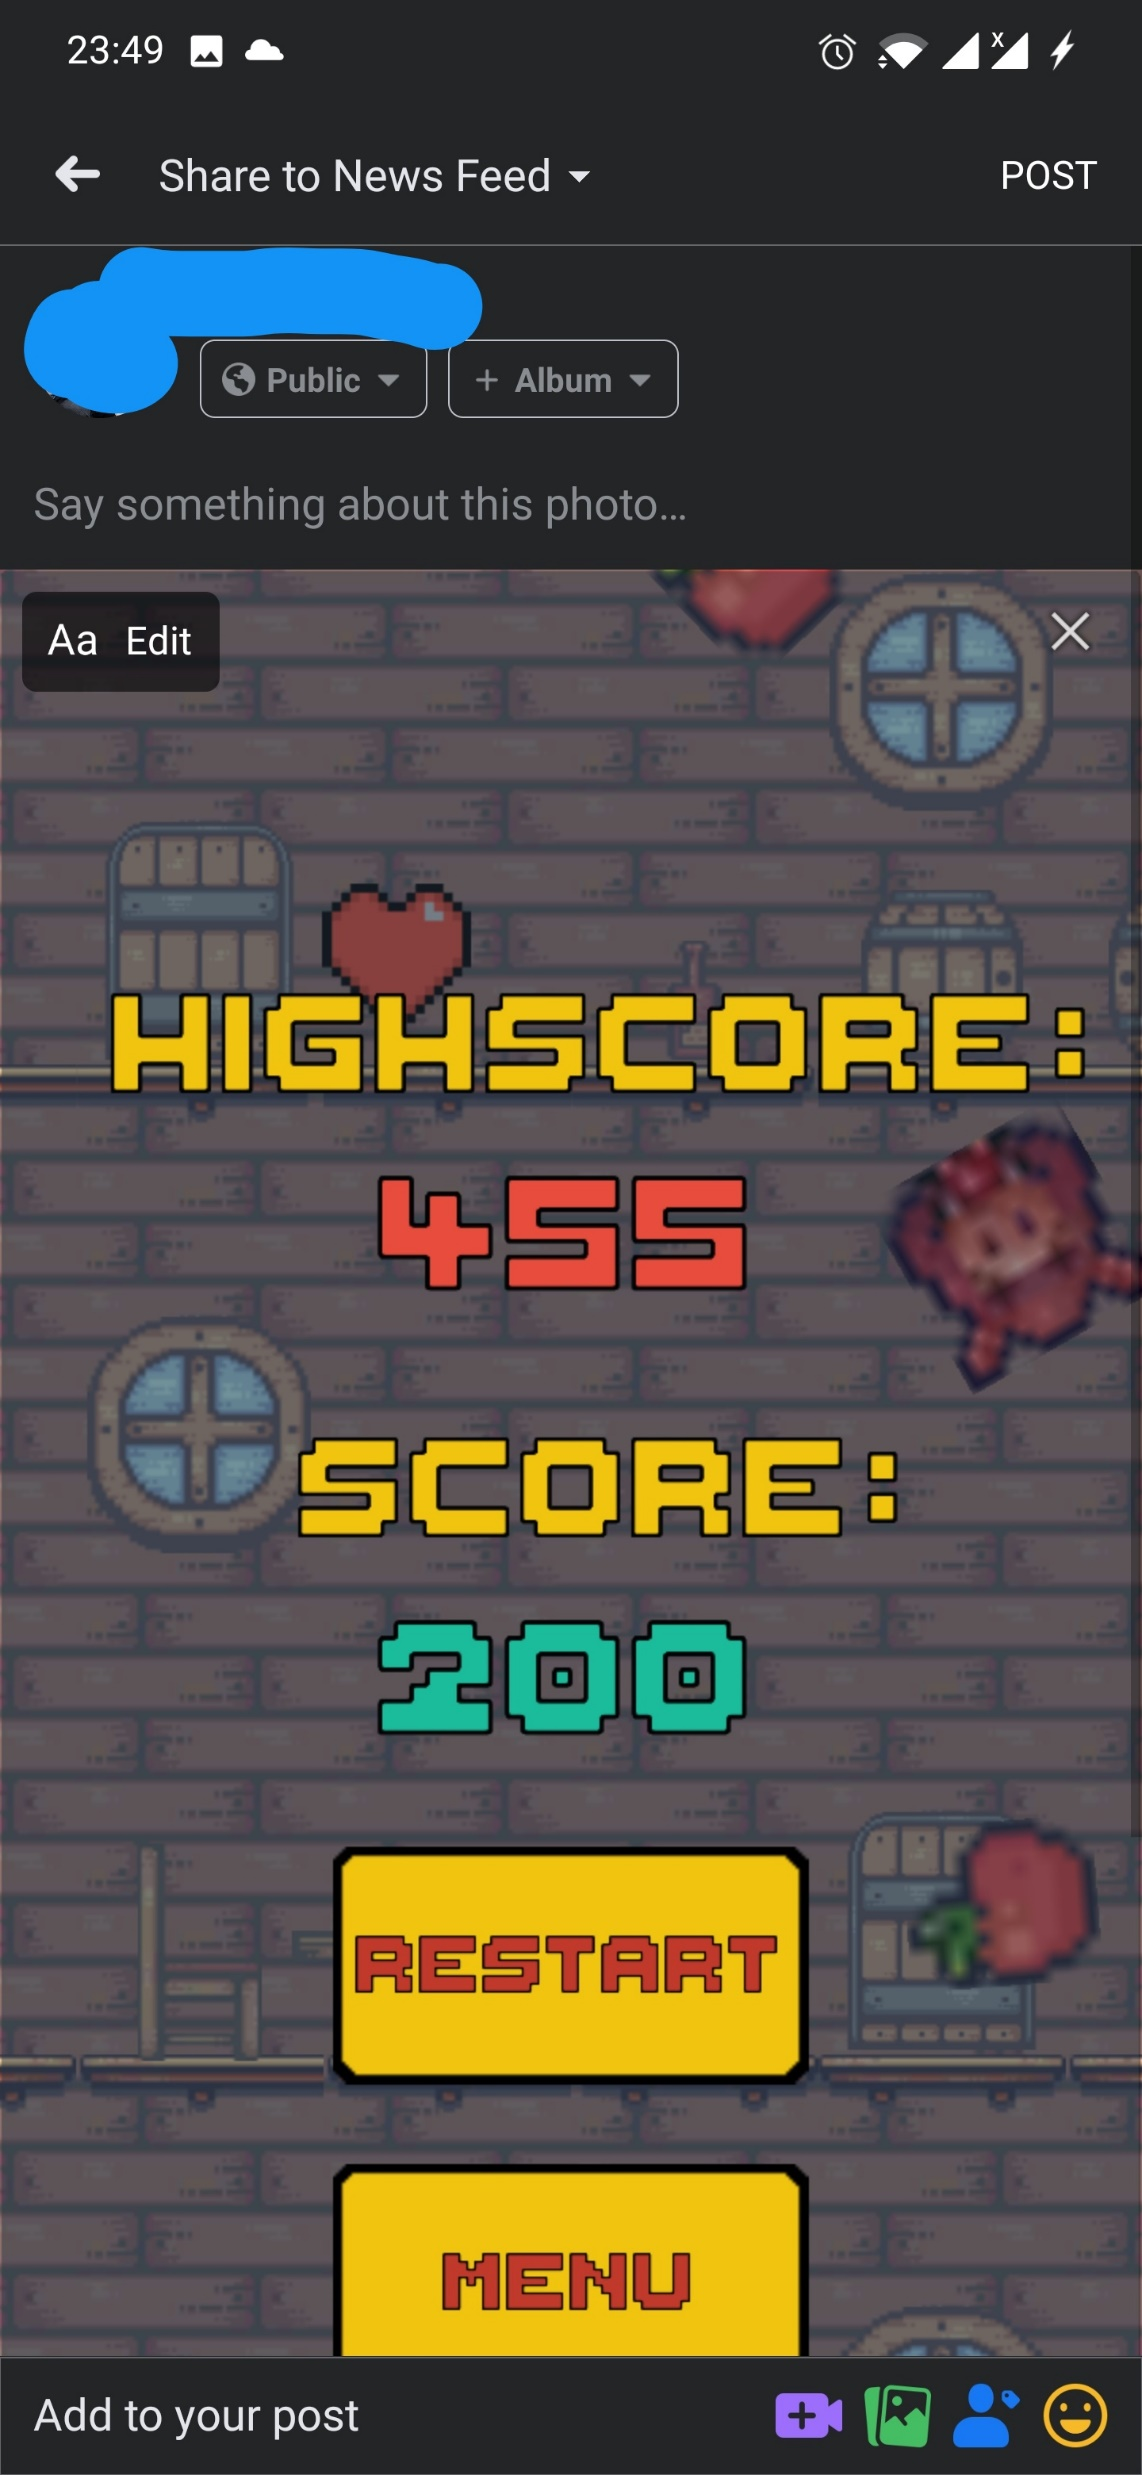 23:49
Share to News Feed
POST
Public
+ Album
Say something about this photo...
Aa Edit
HIGHSCORE:
455
SCORE:
200
RESTART
MENU
Add to your post